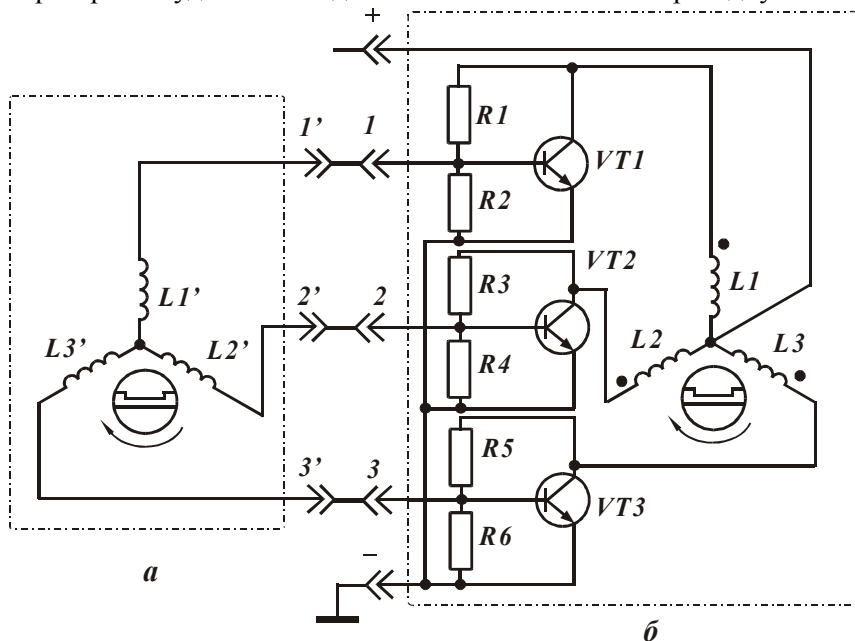 +
1' 1
R1
VT1
R2
VT2
R3
L1
L1'
2' 2
L3' L2'
R4
L2 L3
3' 3
R5
VT3
R6
–
а
б